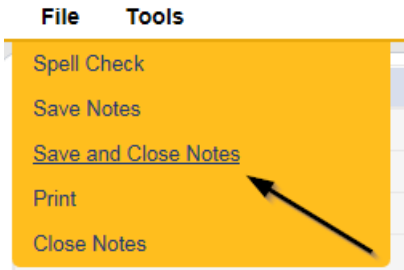 File Tools
Spell Check
Save Notes
Save and Close Notes
Print
Close Notes